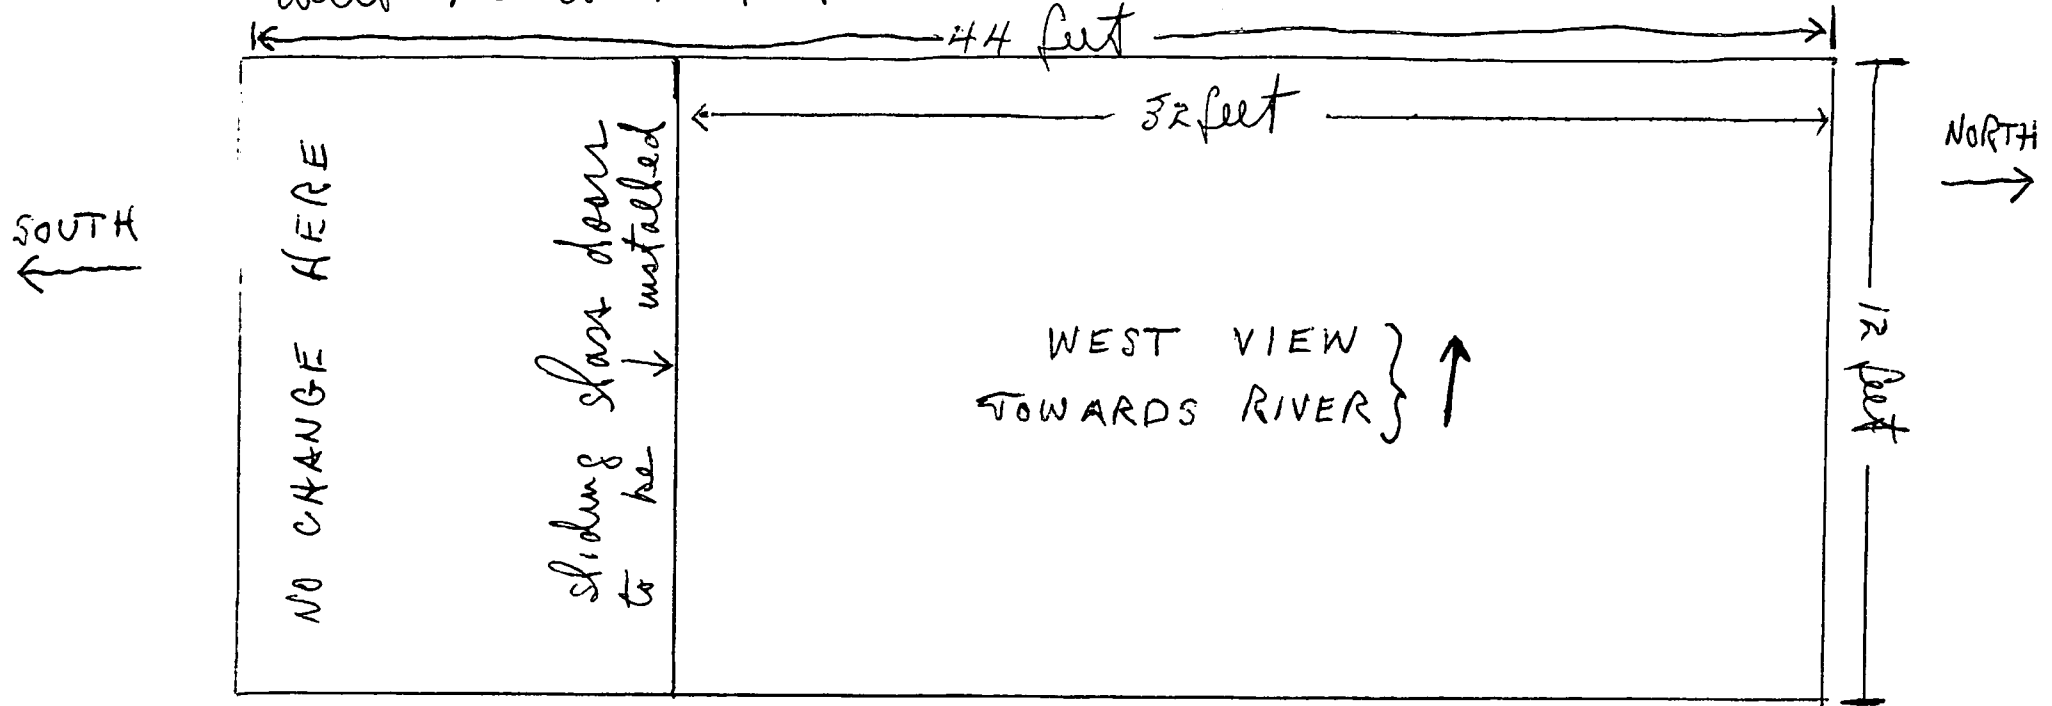 44 feet
32 feet
NORTH
SOUTH
NO CHANGE HERE
sliding glass doors
to be installed
WEST VIEW
TOWARDS RIVER
12 feet